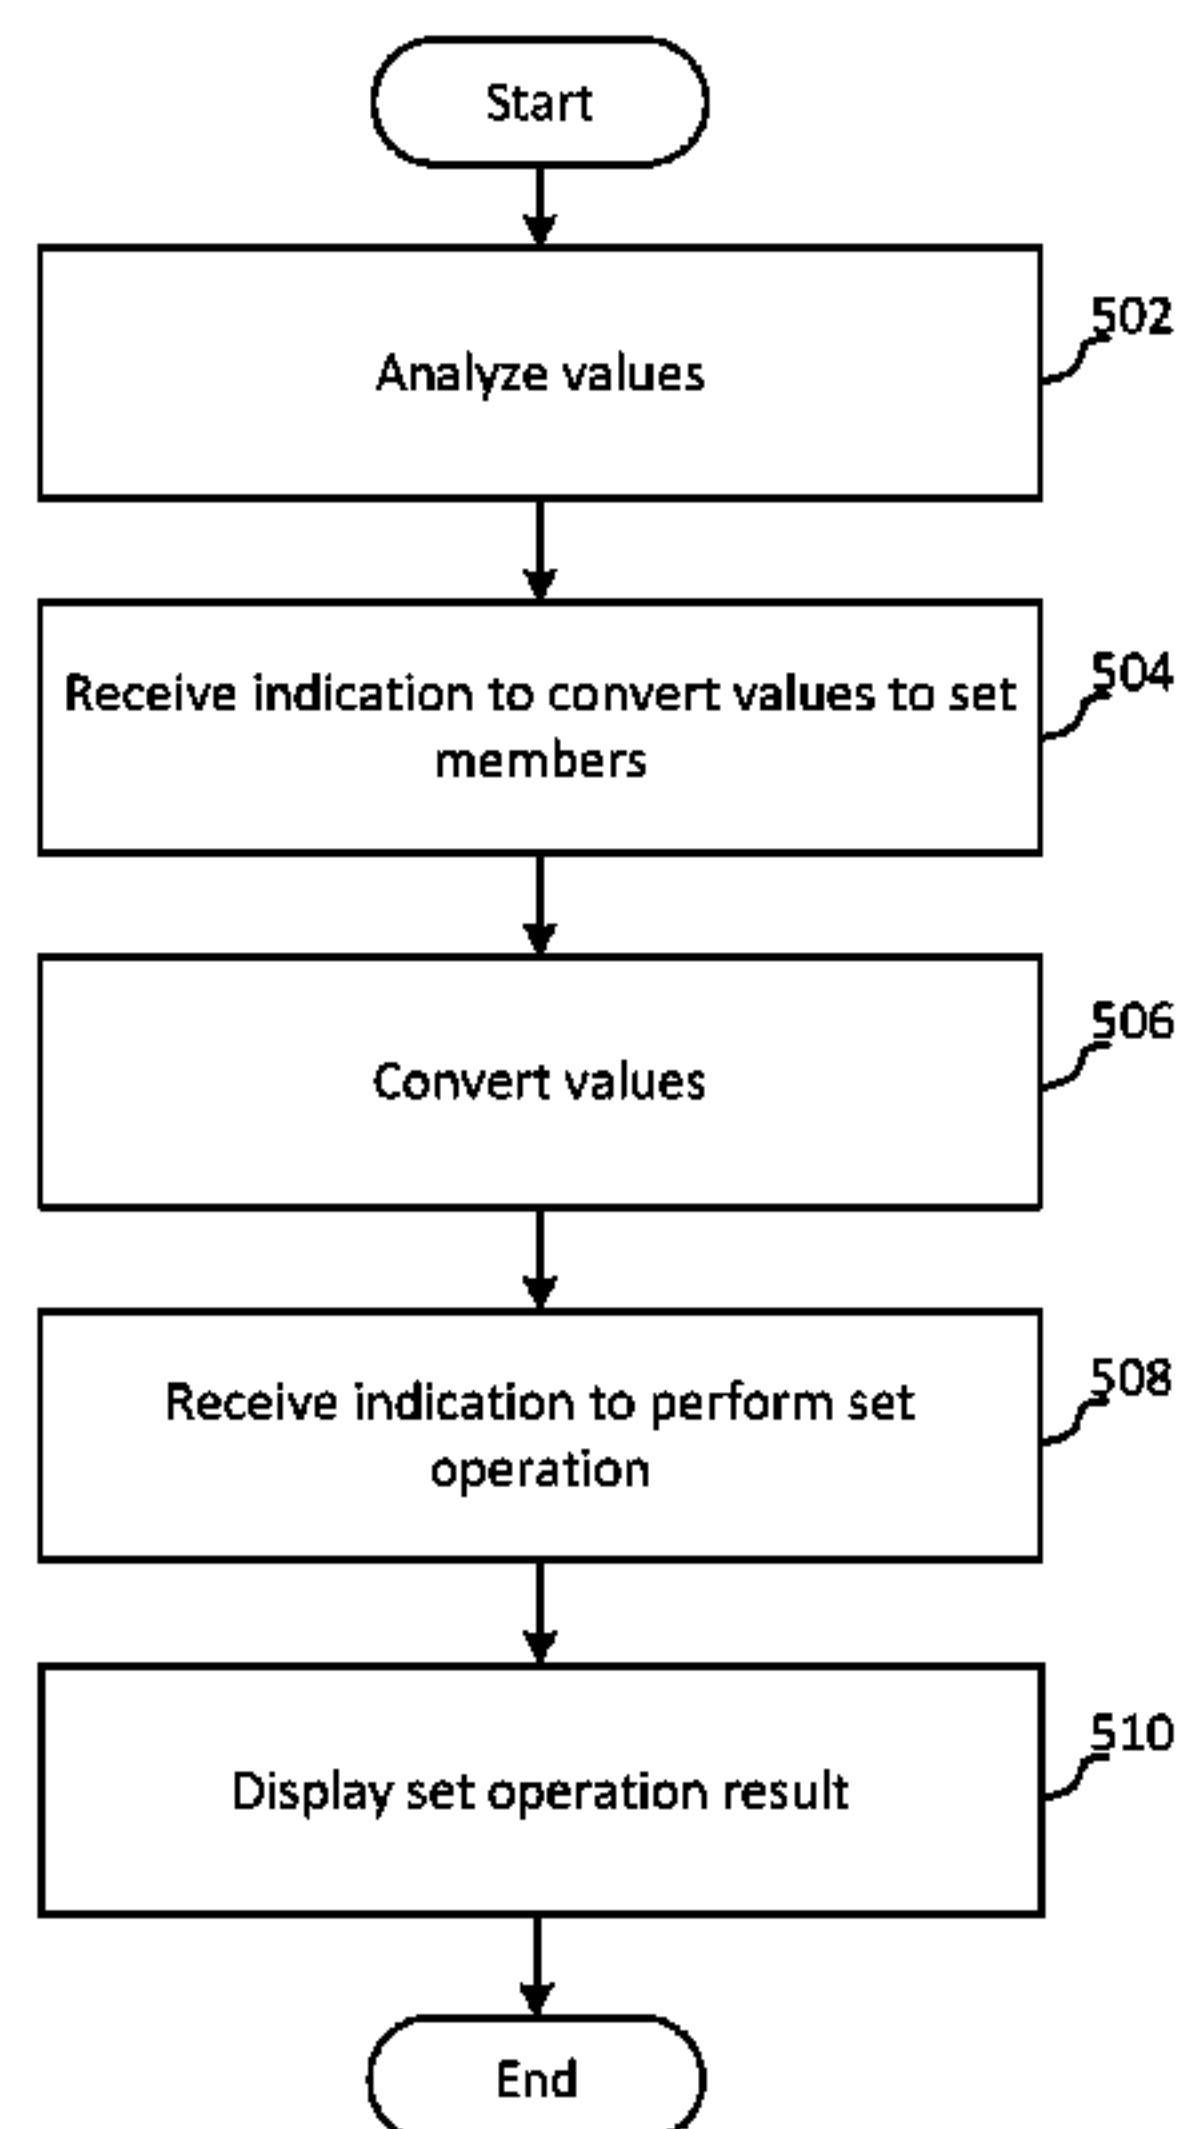 Start
502
Analyze values
504
Receive indication to convert values to set
members
506
Convert values
508
Receive indication to perform set
operation
510
Display set operation result
End